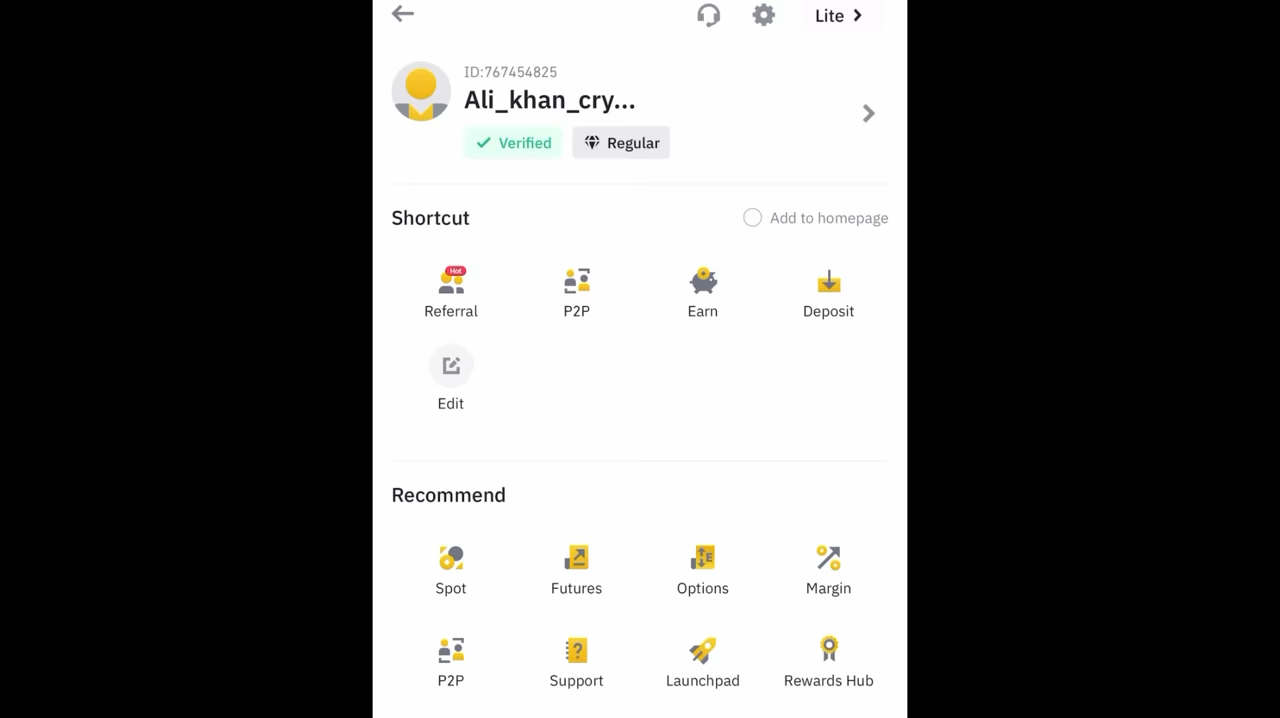 Lite
ID:767454825
Ali_khan_cry...
Verified
Regular
Shortcut
Add to homepage
Hot
Referral
P2P
Earn
Deposit
Edit
Recommend
Spot
Futures
Options
Margin
P2P
Support
Launchpad
Rewards Hub